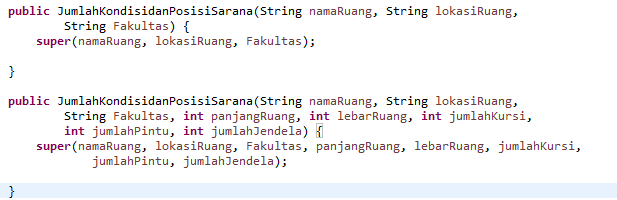 public JumlahKondisidanPosisiSarana(String namaRuang, String lokasiRuang,
String Fakultas) {
super(namaRuang, lokasiRuang, Fakultas);
}
public JumlahKondisidanPosisiSarana(String namaRuang, String lokasiRuang,
String Fakultas, int panjangRuang, int lebarRuang, int jumlahKursi,
int jumlahPintu, int jumlahJendela) {
super(namaRuang, lokasiRuang, Fakultas, panjangRuang, lebarRuang, jumlahKursi,
jumlahPintu, jumlahJendela);
}